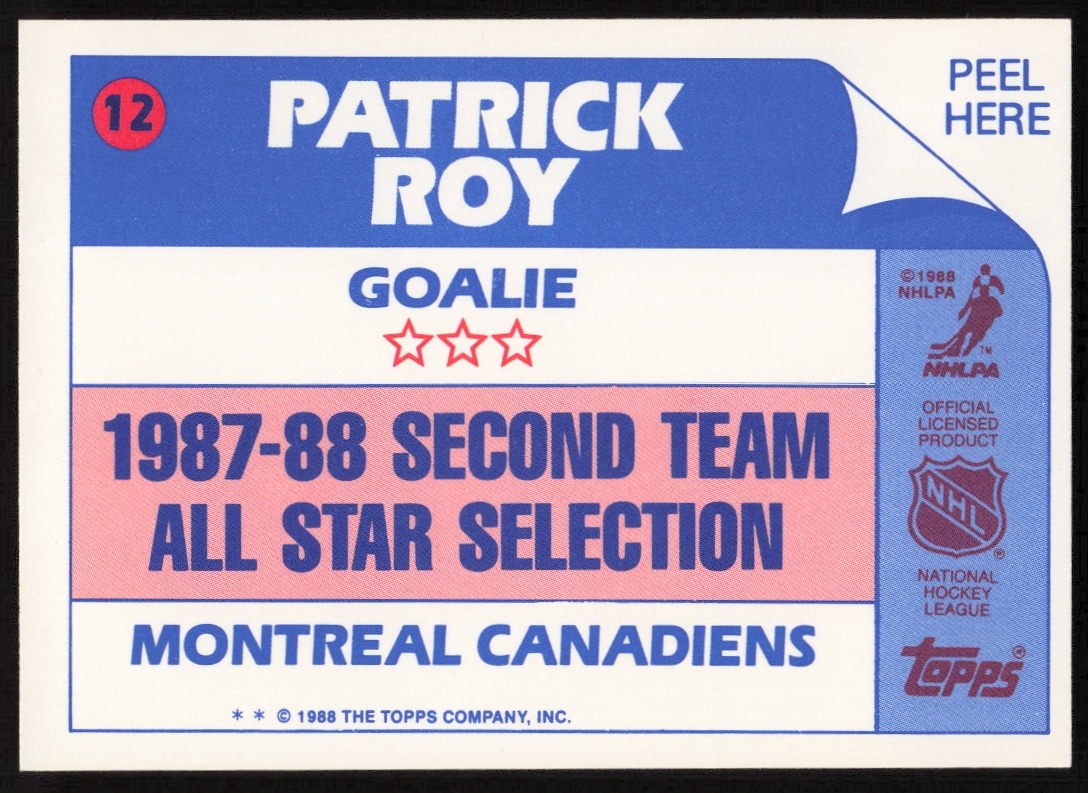 12
PATRICK
ROY
PEEL
HERE
GOALIE
©1988
NHLPA
™
NHLPA
1987-88 SECOND TEAM
ALL STAR SELECTION
OFFICIAL
LICENSED
PRODUCT
NHL
®
NATIONAL
HOCKEY
LEAGUE
MONTREAL CANADIENS
topps®
* * © 1988 THE TOPPS COMPANY, INC.